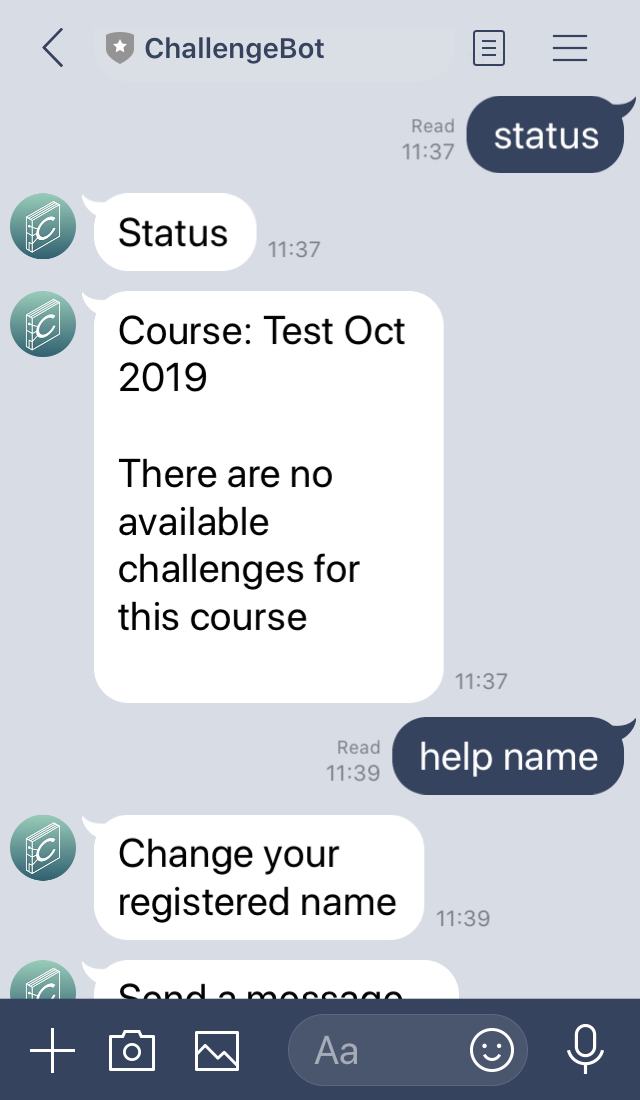 ChallengeBot
Read
11:37
status
Status
11:37
Course: Test Oct
2019
There are no
available
challenges for
this course
11:37
Read
11:39
help name
Change your
registered name
11:39
Send a message
Aa